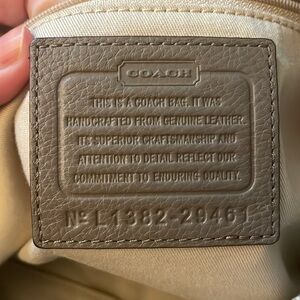 COACH
THIS IS A COACH BAG. IT WAS
HANDCRAFTED FROM GENUINE LEATHER.
ITS SUPERIOR CRAFTSMANSHIP AND
ATTENTION TO DETAIL REFLECT OUR
COMMITMENT TO ENDURING QUALITY.
Nº L1382-29461